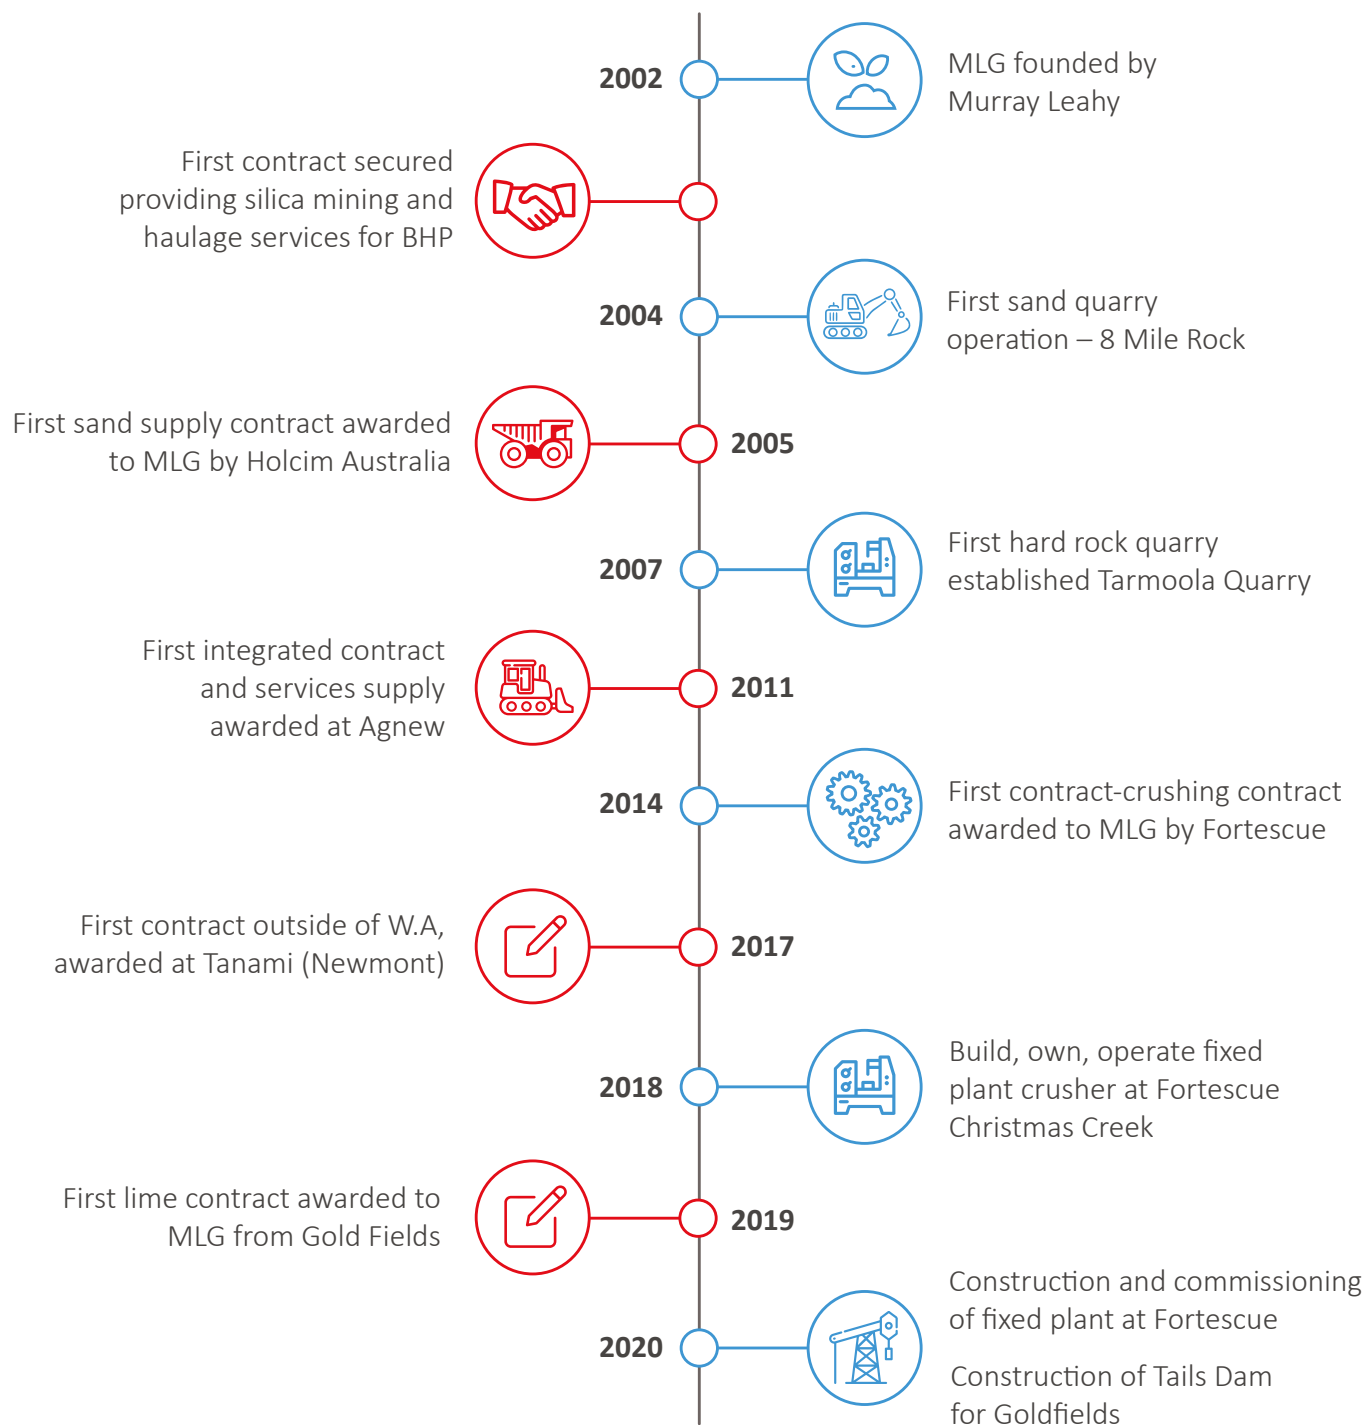 2002
MLG founded by
Murray Leahy
First contract secured
providing silica mining and
haulage services for BHP
2004
First sand quarry
operation – 8 Mile Rock
First sand supply contract awarded
to MLG by Holcim Australia
2005
2007
First hard rock quarry
established Tarmoola Quarry
First integrated contract
and services supply
awarded at Agnew
2011
2014
First contract-crushing contract
awarded to MLG by Fortescue
First contract outside of W.A,
awarded at Tanami (Newmont)
2017
2018
Build, own, operate fixed
plant crusher at Fortescue
Christmas Creek
First lime contract awarded to
MLG from Gold Fields
2019
2020
Construction and commissioning
of fixed plant at Fortescue
Construction of Tails Dam
for Goldfields